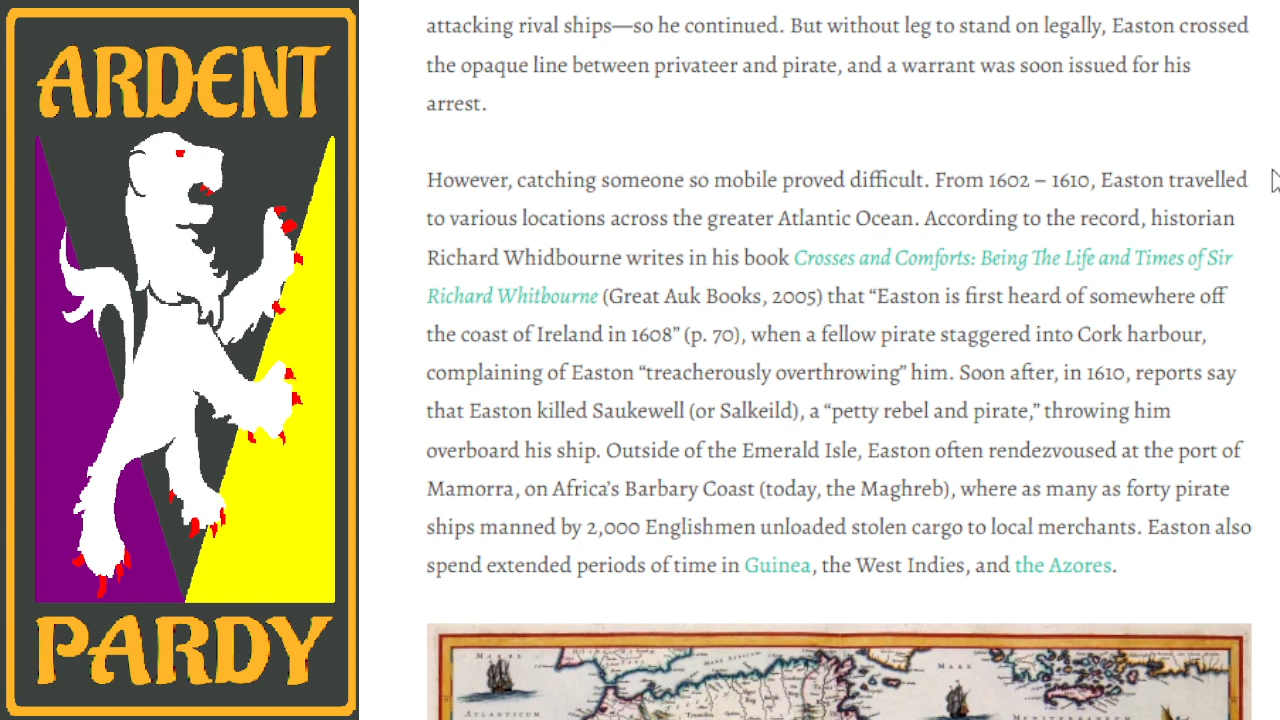 ARDENT
PARDY
attacking rival ships—so he continued. But without leg to stand on legally, Easton crossed
the opaque line between privateer and pirate, and a warrant was soon issued for his
arrest.
However, catching someone so mobile proved difficult. From 1602 – 1610, Easton travelled
to various locations across the greater Atlantic Ocean. According to the record, historian
Richard Whidbourne writes in his book Crosses and Comforts: Being The Life and Times of Sir
Richard Whitbourne (Great Auk Books, 2005) that “Easton is first heard of somewhere off
the coast of Ireland in 1608” (p. 70), when a fellow pirate staggered into Cork harbour,
complaining of Easton “treacherously overthrowing” him. Soon after, in 1610, reports say
that Easton killed Saukewell (or Salkeild), a “petty rebel and pirate,” throwing him
overboard his ship. Outside of the Emerald Isle, Easton often rendezvoused at the port of
Mamorra, on Africa’s Barbary Coast (today, the Maghreb), where as many as forty pirate
ships manned by 2,000 Englishmen unloaded stolen cargo to local merchants. Easton also
spend extended periods of time in Guinea, the West Indies, and the Azores.
MAARE
MAARE
ATLANTICUM